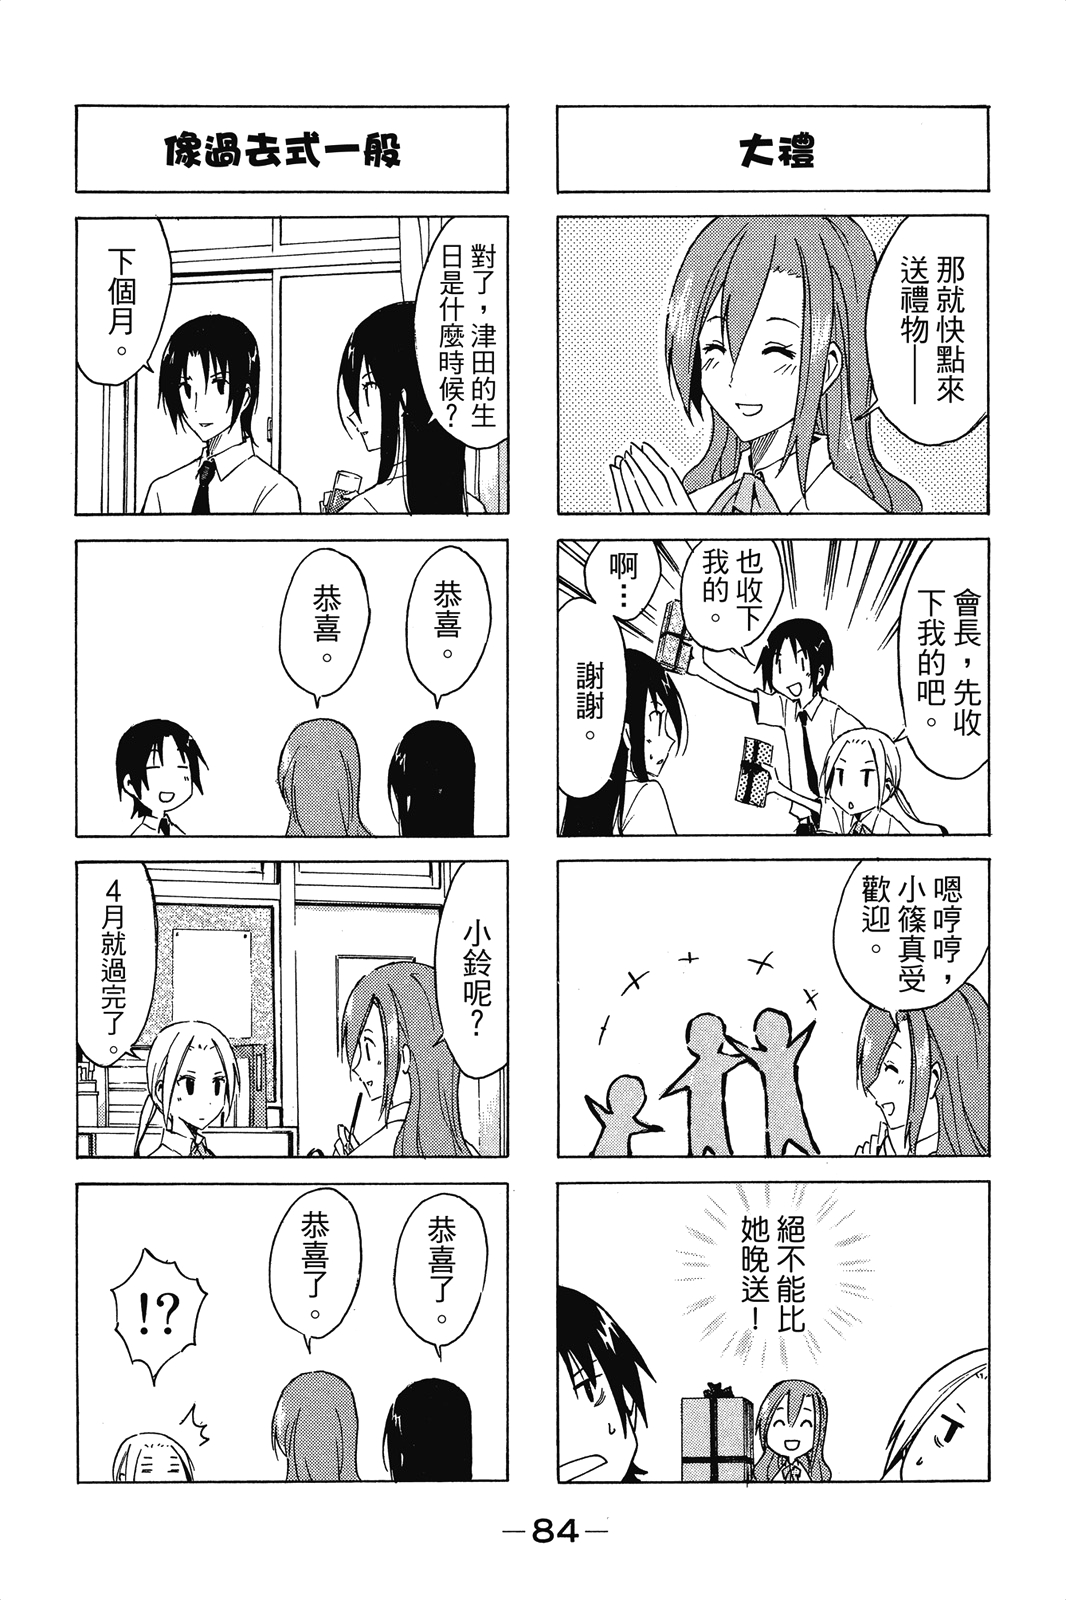 大禮
那就快點來
送禮物—
會長，先收
下我的吧。
也收下
我的。
啊…
謝謝。
嗯哼哼，
小篠真受
歡迎。
絕不能比
她晚送！
像過去式一般
對了，津田的生
日是什麼時候？
下個月。
恭喜。
恭喜。
小鈴呢？
4月就過完了。
恭喜了。
恭喜了。
!?
—84—